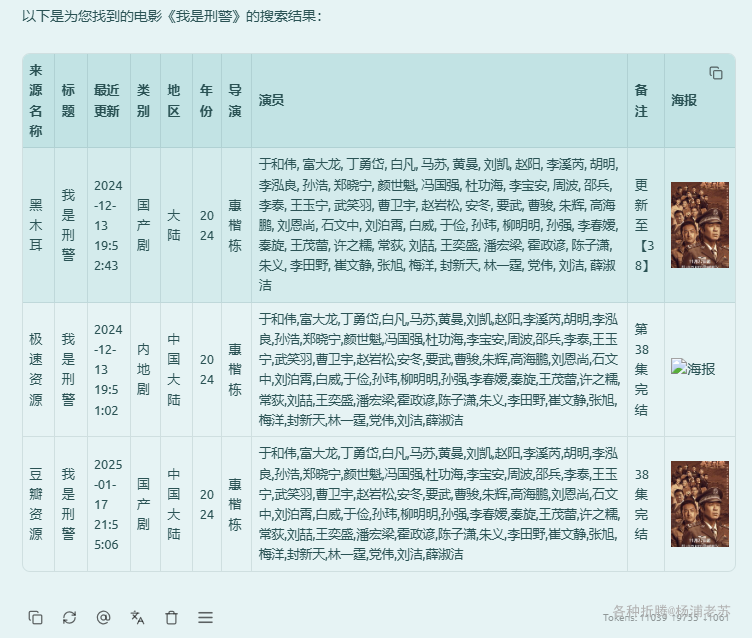 以下是为您找到的电影《我是刑警》的搜索结果：
来源名称 标题 最近更新 类别 地区 年份 导演 演员 备注 海报
黑木耳 我是刑警 2024-12-13 19:52:43 国产剧 大陆 2024 惠楷栋
于和伟, 富大龙, 丁勇岱, 白凡, 马苏, 黄曼, 刘凯, 赵阳, 李溪芮, 胡明,
李泓良, 孙浩, 郑晓宁, 颜世魁, 冯国强, 杜功海, 李宝安, 周波, 邵兵,
李泰, 王玉宁, 武笑羽, 曹卫宇, 赵岩松, 安冬, 要武, 曹骏, 朱辉, 高海
鹏, 刘恩尚, 石文中, 刘泊霄, 白威, 于俭, 孙玮, 柳明明, 孙强, 李春嫒,
秦旋, 王茂蕾, 许之糯, 常荻, 刘喆, 王奕盛, 潘宏梁, 霍政谚, 陈子潇,
朱义, 李田野, 崔文静, 张旭, 梅洋, 封新天, 林一霆, 党伟, 刘洁, 薛淑
洁
更新至【38】
极速资源 我是刑警 2024-12-13 19:51:02 内地剧 中国大陆 2024 惠楷栋
于和伟,富大龙,丁勇岱,白凡,马苏,黄曼,刘凯,赵阳,李溪芮,胡明,李泓
良,孙浩,郑晓宁,颜世魁,冯国强,杜功海,李宝安,周波,邵兵,李泰,王玉
宁,武笑羽,曹卫宇,赵岩松,安冬,要武,曹骏,朱辉,高海鹏,刘恩尚,石文
中,刘泊霄,白威,于俭,孙玮,柳明明,孙强,李春嫒,秦旋,王茂蕾,许之糯,
常荻,刘喆,王奕盛,潘宏梁,霍政谚,陈子潇,朱义,李田野,崔文静,张旭,
梅洋,封新天,林一霆,党伟,刘洁,薛淑洁
第38集完结
海报
豆瓣资源 我是刑警 2025-01-17 21:55:06 国产剧 中国大陆 2024 惠楷栋
于和伟,富大龙,丁勇岱,白凡,马苏,黄曼,刘凯,赵阳,李溪芮,胡明,李泓
良,孙浩,郑晓宁,颜世魁,冯国强,杜功海,李宝安,周波,邵兵,李泰,王玉
宁,武笑羽,曹卫宇,赵岩松,安冬,要武,曹骏,朱辉,高海鹏,刘恩尚,石文
中,刘泊霄,白威,于俭,孙玮,柳明明,孙强,李春嫒,秦旋,王茂蕾,许之糯,
常荻,刘喆,王奕盛,潘宏梁,霍政谚,陈子潇,朱义,李田野,崔文静,张旭,
梅洋,封新天,林一霆,党伟,刘洁,薛淑洁
38集完结
各种折腾@杨浦老苏
Tokens: 11039 ↑9755 ↓1061